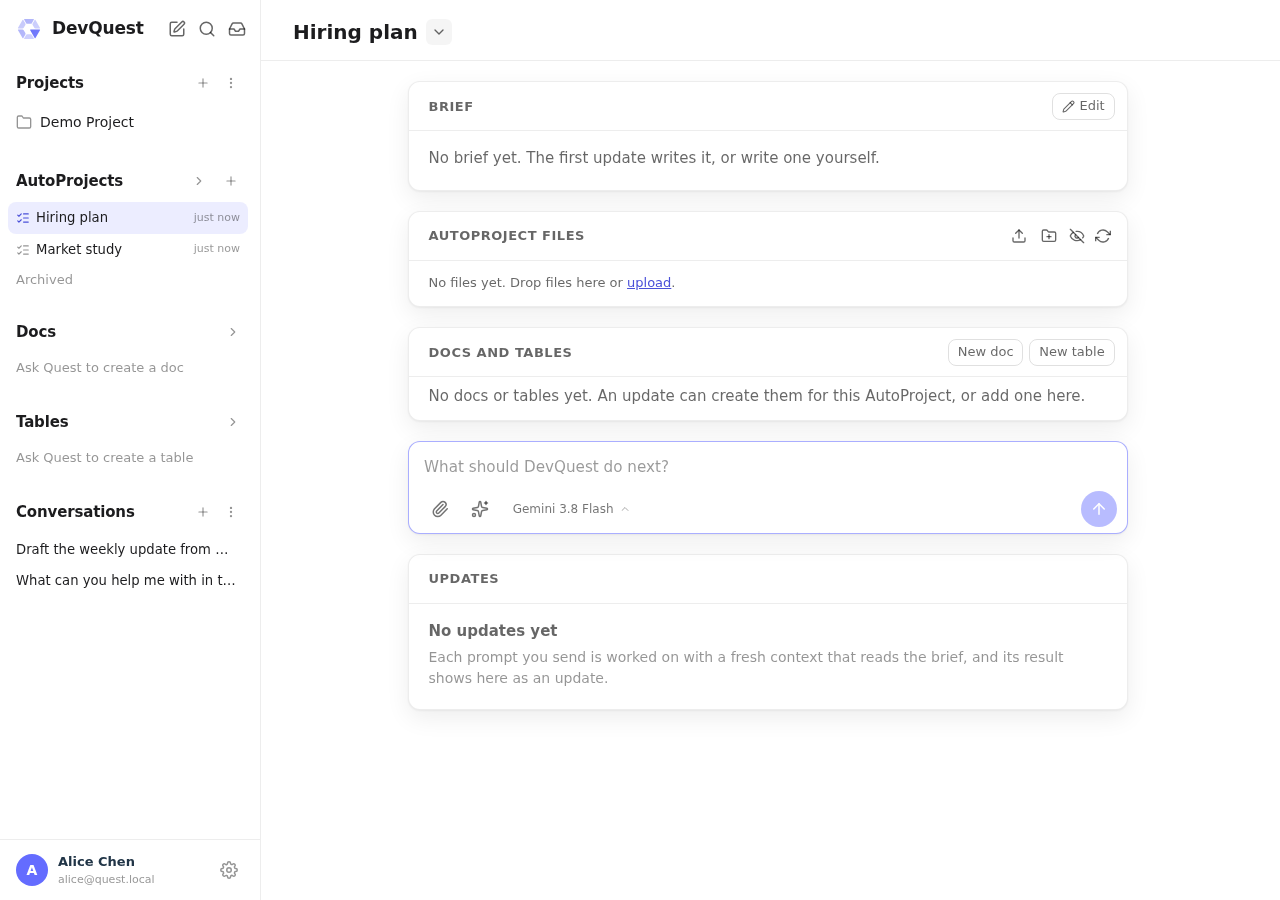 DevQuest
Projects
Demo Project
AutoProjects
Hiring plan just now
Market study just now
Archived
Docs
Ask Quest to create a doc
Tables
Ask Quest to create a table
Conversations
Draft the weekly update from …
What can you help me with in t…
A
Alice Chen
alice@quest.local
Hiring plan
BRIEF
Edit
No brief yet. The first update writes it, or write one yourself.
AUTOPROJECT FILES
No files yet. Drop files here or upload.
DOCS AND TABLES
New doc
New table
No docs or tables yet. An update can create them for this AutoProject, or add one here.
What should DevQuest do next?
Gemini 3.8 Flash
UPDATES
No updates yet
Each prompt you send is worked on with a fresh context that reads the brief, and its result
shows here as an update.